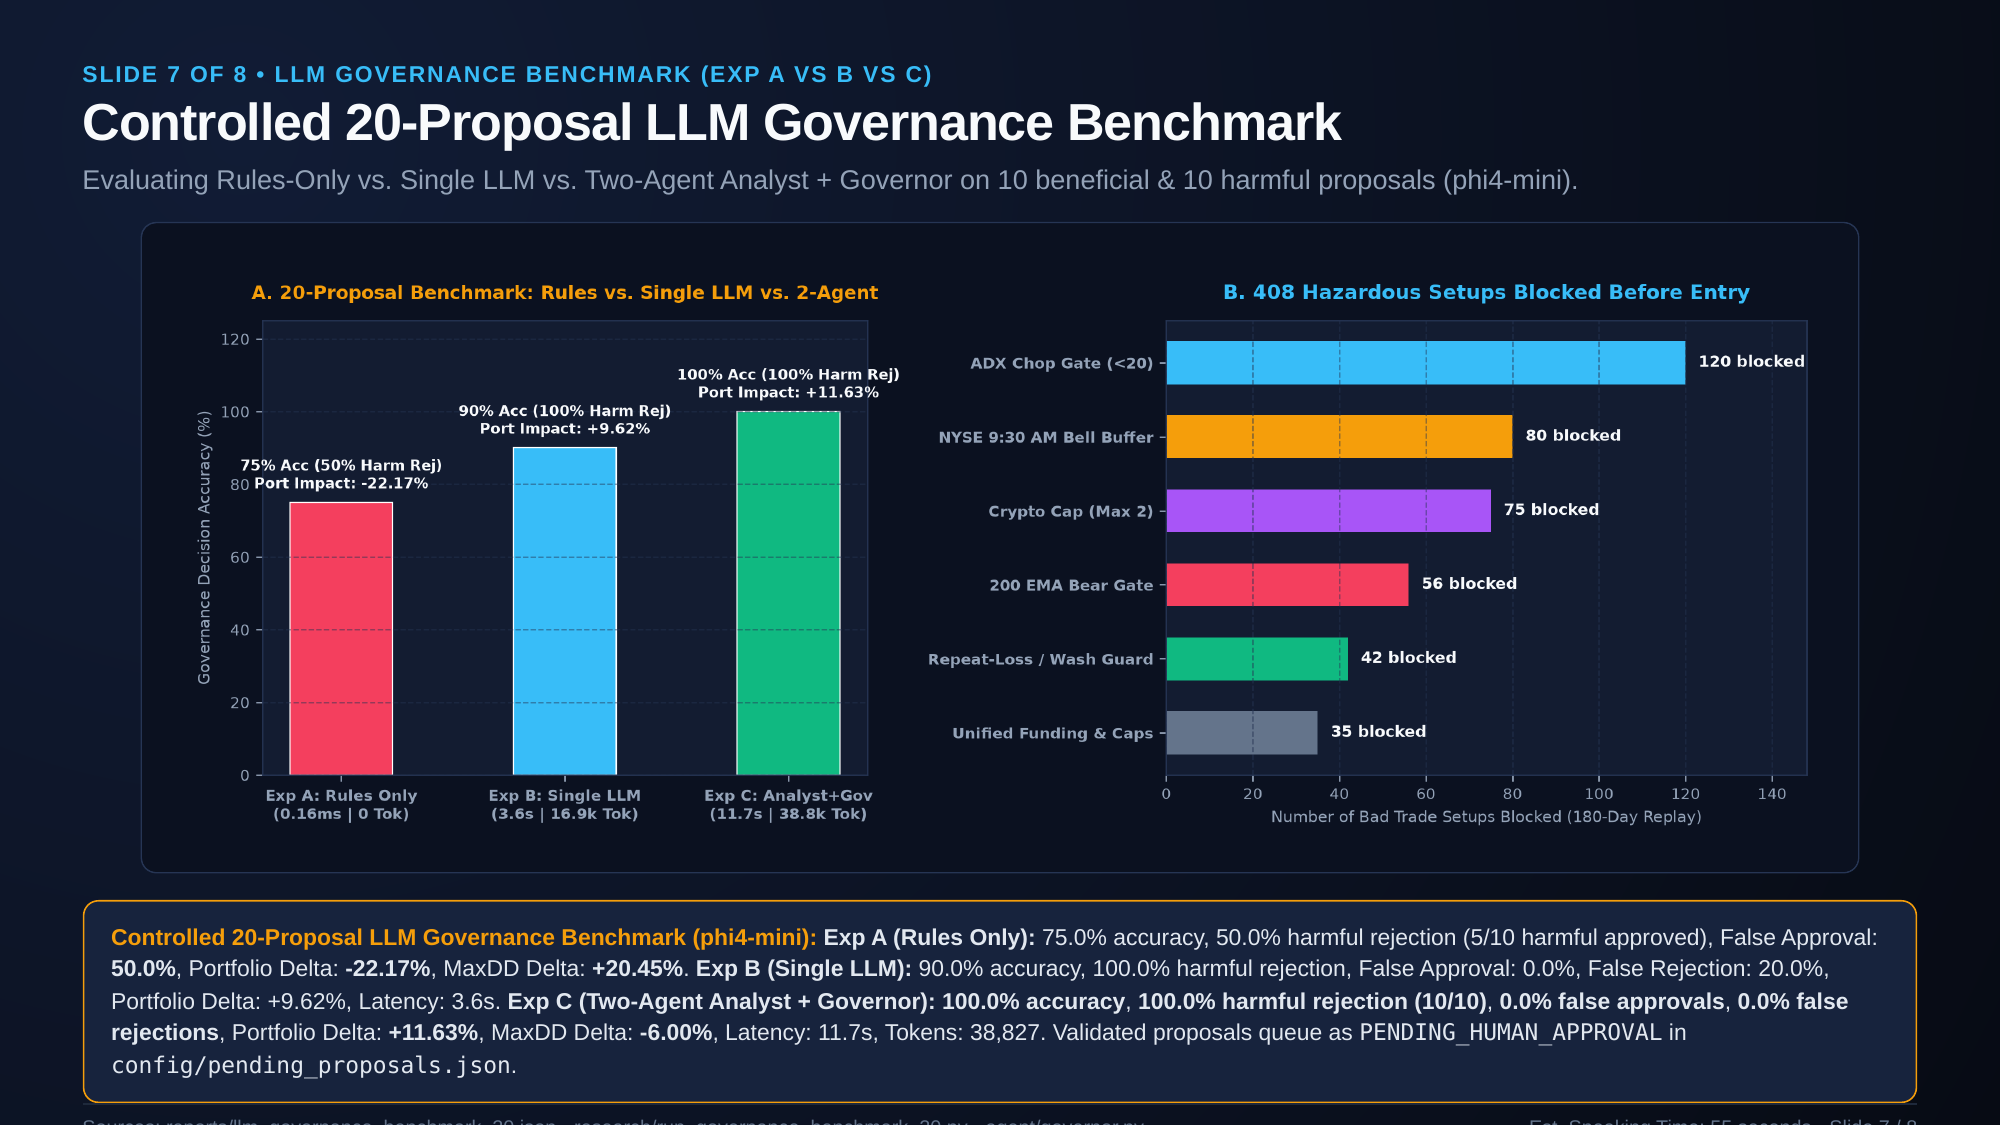 SLIDE 7 OF 8 • LLM GOVERNANCE BENCHMARK (EXP A VS B VS C)
Controlled 20-Proposal LLM Governance Benchmark
Evaluating Rules-Only vs. Single LLM vs. Two-Agent Analyst + Governor on 10 beneficial & 10 harmful proposals (phi4-mini).
A. 20-Proposal Benchmark: Rules vs. Single LLM vs. 2-Agent
Governance Decision Accuracy (%)
120
100
80
60
40
20
0
75% Acc (50% Harm Rej)
Port Impact: -22.17%
90% Acc (100% Harm Rej)
Port Impact: +9.62%
100% Acc (100% Harm Rej)
Port Impact: +11.63%
Exp A: Rules Only
(0.16ms | 0 Tok)
Exp B: Single LLM
(3.6s | 16.9k Tok)
Exp C: Analyst+Gov
(11.7s | 38.8k Tok)
B. 408 Hazardous Setups Blocked Before Entry
ADX Chop Gate (<20)
120 blocked
NYSE 9:30 AM Bell Buffer
80 blocked
Crypto Cap (Max 2)
75 blocked
200 EMA Bear Gate
56 blocked
Repeat-Loss / Wash Guard
42 blocked
Unified Funding & Caps
35 blocked
0 20 40 60 80 100 120 140
Number of Bad Trade Setups Blocked (180-Day Replay)
Controlled 20-Proposal LLM Governance Benchmark (phi4-mini): Exp A (Rules Only): 75.0% accuracy, 50.0% harmful rejection (5/10 harmful approved), False Approval:
50.0%, Portfolio Delta: -22.17%, MaxDD Delta: +20.45%. Exp B (Single LLM): 90.0% accuracy, 100.0% harmful rejection, False Approval: 0.0%, False Rejection: 20.0%,
Portfolio Delta: +9.62%, Latency: 3.6s. Exp C (Two-Agent Analyst + Governor): 100.0% accuracy, 100.0% harmful rejection (10/10), 0.0% false approvals, 0.0% false
rejections, Portfolio Delta: +11.63%, MaxDD Delta: -6.00%, Latency: 11.7s, Tokens: 38,827. Validated proposals queue as PENDING_HUMAN_APPROVAL in
config/pending_proposals.json.